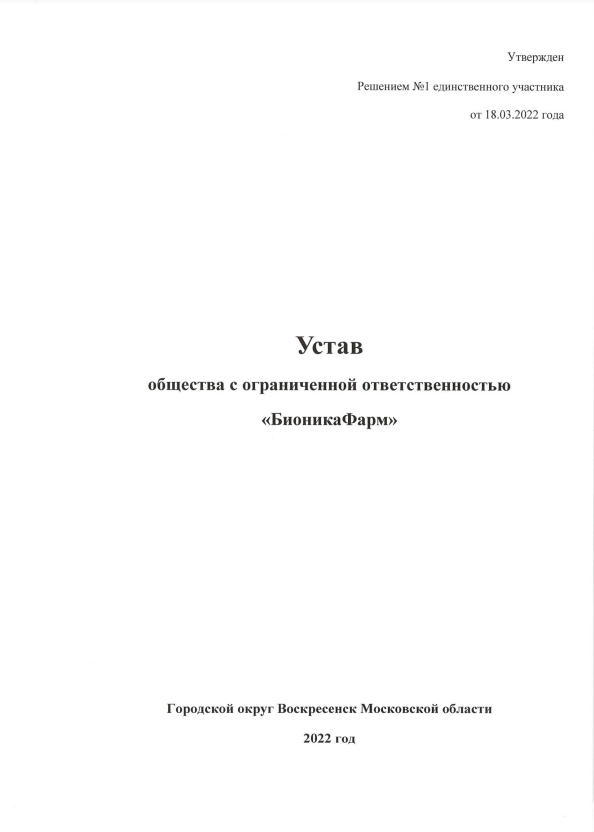 Утвержден
Решением №1 единственного участника
от 18.03.2022 года
Устав
общества с ограниченной ответственностью
«БионикаФарм»
Городской округ Воскресенск Московской области
2022 год